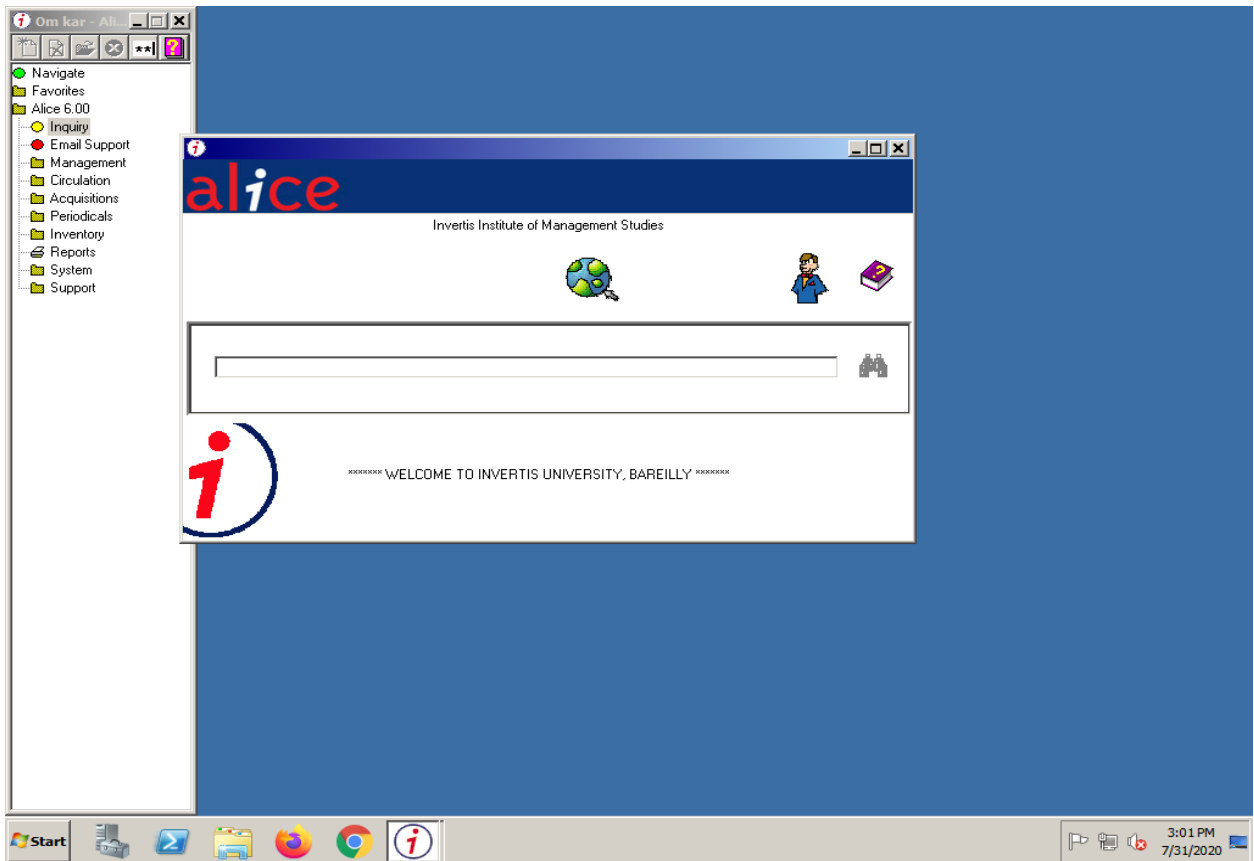 Om kar - Ali...
Navigate
Favorites
Alice 6.00
Inquiry
Email Support
Management
Circulation
Acquisitions
Periodicals
Inventory
Reports
System
Support
alice
Invertis Institute of Management Studies
******* WELCOME TO INVERTIS UNIVERSITY, BAREILLY *******
Start
3:01 PM
7/31/2020